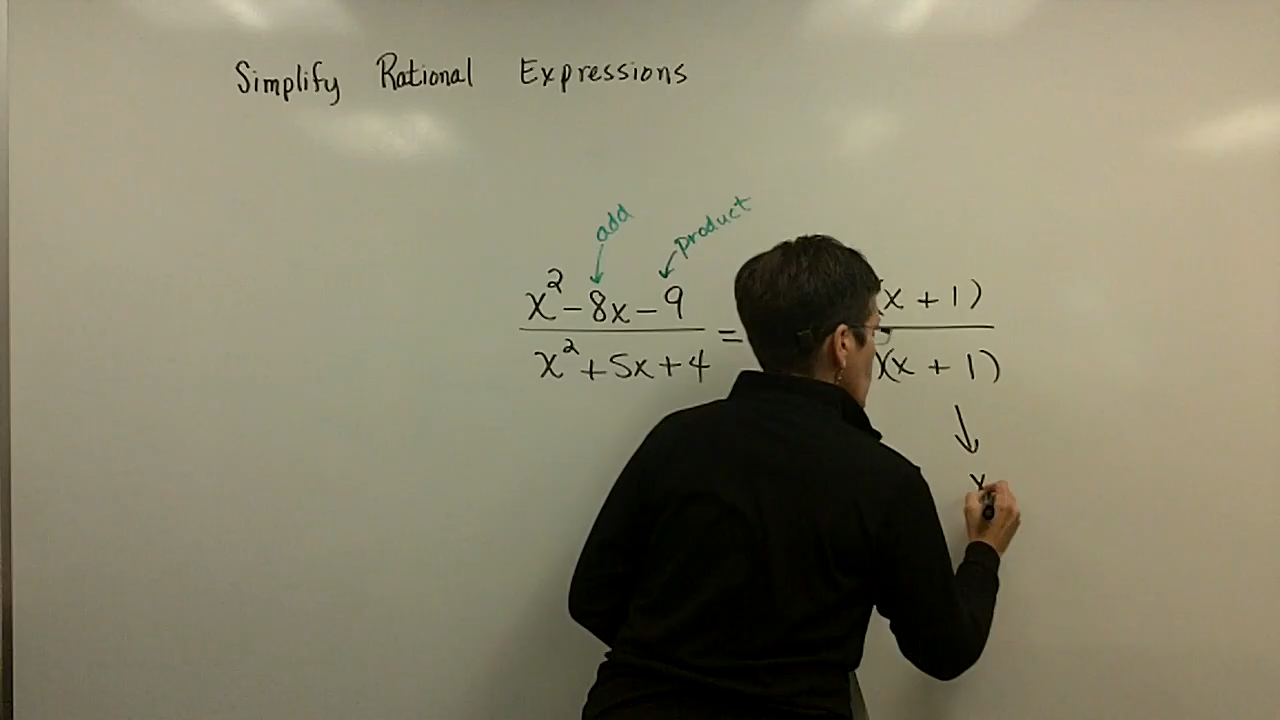 Simplify Rational Expressions
add
product
x² - 8x - 9 = (x + 1)
x² + 5x + 4 )(x + 1)
↓
x